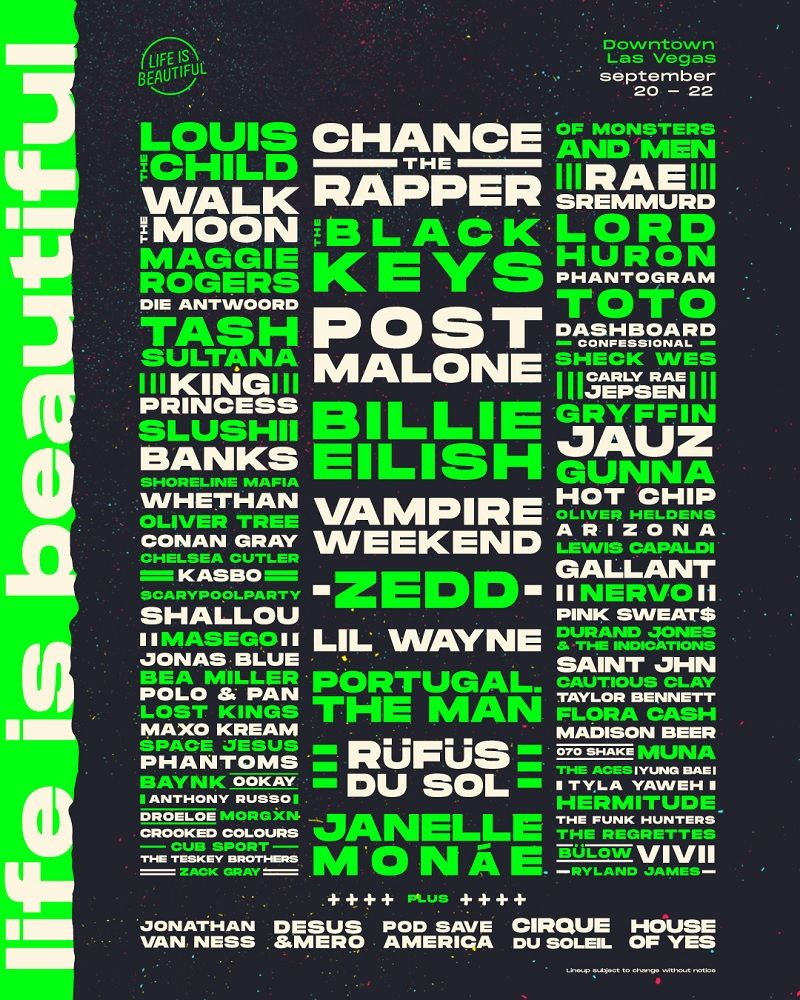 life is beautiful
LIFE IS
BEAUTIFUL
Downtown
Las Vegas
september
20 – 22
LOUIS
THE CHILD
WALK
THE MOON
MAGGIE
ROGERS
DIE ANTWOORD
TASH
SULTANA
KING
PRINCESS
SLUSHII
BANKS
SHORELINE MAFIA
WHETHAN
OLIVER TREE
CONAN GRAY
CHELSEA CUTLER
KASBO
SCARYPOOLPARTY
SHALLOU
MASEGO
JONAS BLUE
BEA MILLER
POLO & PAN
LOST KINGS
MAXO KREAM
SPACE JESUS
PHANTOMS
BAYNK OOKAY
ANTHONY RUSSO
DROELOE MORGXN
CROOKED COLOURS
CUB SPORT
THE TESKEY BROTHERS
ZACK GRAY
CHANCE
THE
RAPPER
THE BLACK
KEYS
POST
MALONE
BILLIE
EILISH
VAMPIRE
WEEKEND
-ZEDD-
LIL WAYNE
PORTUGAL.
THE MAN
RÜFÜS
DU SOL
JANELLE
MONÁE
OF MONSTERS
AND MEN
RAE
SREMMURD
LORD
HURON
PHANTOGRAM
TOTO
DASHBOARD
CONFESSIONAL
SHECK WES
CARLY RAE
JEPSEN
GRYFFIN
JAUZ
GUNNA
HOT CHIP
OLIVER HELDENS
ARIZONA
LEWIS CAPALDI
GALLANT
NERVO
PINK SWEAT$
DURAND JONES
& THE INDICATIONS
SAINT JHN
CAUTIOUS CLAY
TAYLOR BENNETT
FLORA CASH
MADISON BEER
070 SHAKE MUNA
THE ACES YUNG BAE
TYLA YAWEH
HERMITUDE
THE FUNK HUNTERS
THE REGRETTES
BÜLOW VIVII
RYLAND JAMES
++++ PLUS ++++
JONATHAN
VAN NESS
DESUS
&MERO
POD SAVE
AMERICA
CIRQUE
DU SOLEIL
HOUSE
OF YES
Lineup subject to change without notice